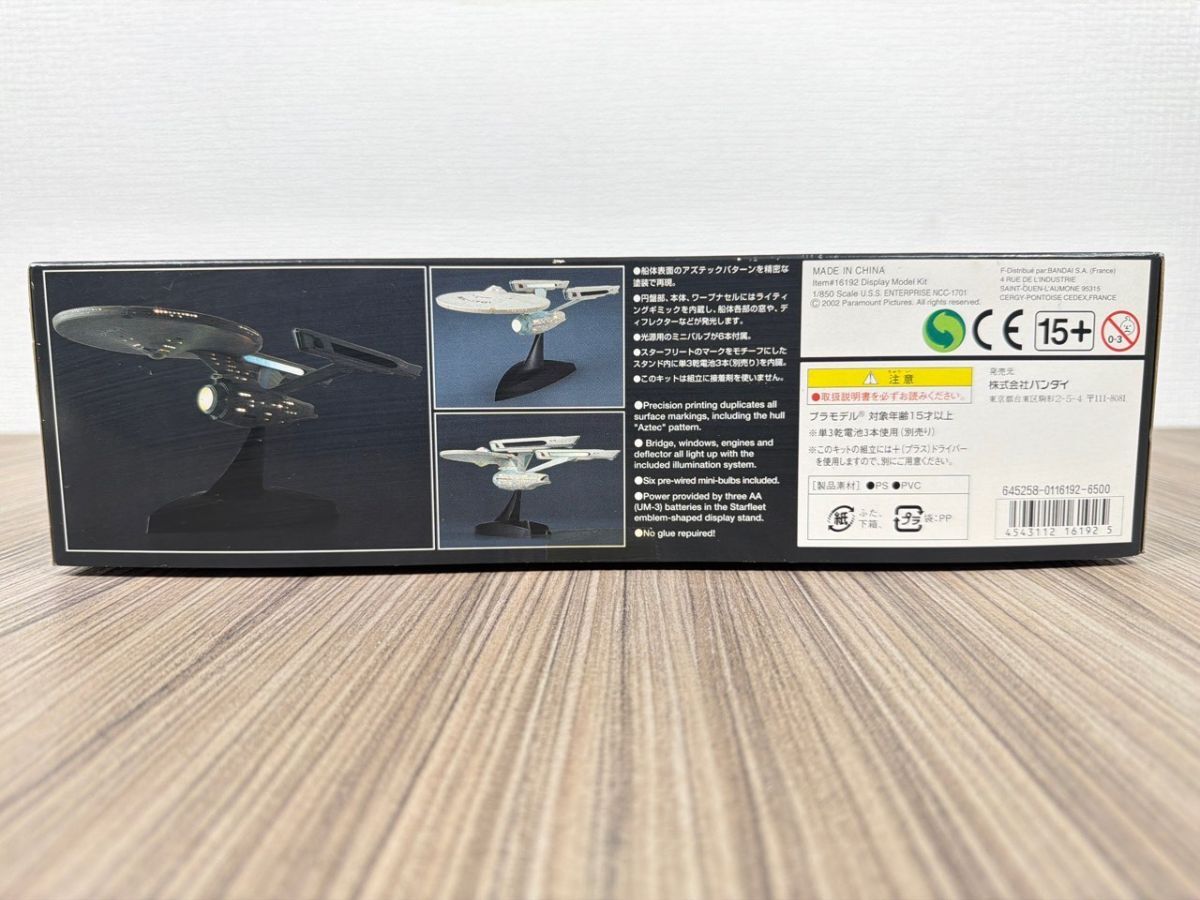 ●船体表面のアズテックパターンを精密な
塗装で再現。
●円盤部、本体、ワープナセルにはライティ
ングギミックを内蔵し、船体各部の窓や、デ
ィフレクターなどが発光します。
●光源用のミニバルブが6本付属。
●スターフリートのマークをモチーフにした
スタンド内に単3乾電池3本(別売り)を内臓。
●このキットは組立に接着剤を使いません。
●Precision printing duplicates all
surface markings, including the hull
"Aztec" pattern.
● Bridge, windows, engines and
deflector all light up with the
included illumination system.
●Six pre-wired mini-bulbs included.
●Power provided by three AA
(UM-3) batteries in the Starfleet
emblem-shaped display stand.
●No glue repuired!
MADE IN CHINA
Item#16192 Display Model Kit
1/850 Scale U.S.S. ENTERPRISE NCC-1701
© 2002 Paramount Pictures. All rights reserved.
F-Distribué par:BANDAI S.A. (France)
4 RUE DE L'INDUSTRIE
SAINT-OUEN-L'AUMONE 95315
CERGY-PONTOISE CEDEX,FRANCE
CE
15+
0-3
注意
●取扱説明書を必ずお読みください。
プラモデル® 対象年齢15才以上
※単3乾電池3本使用(別売り)
※このキットの組立には+(プラス)ドライバー
を使用しますので、別にご用意ください。
[製品素材] ●PS ●PVC
紙 ふた、
下箱、
プラ 袋:PP
発売元
株式会社バンダイ
東京都台東区駒形2-5-4 〒111-8081
645258-0116192-6500
4543112 16192 5